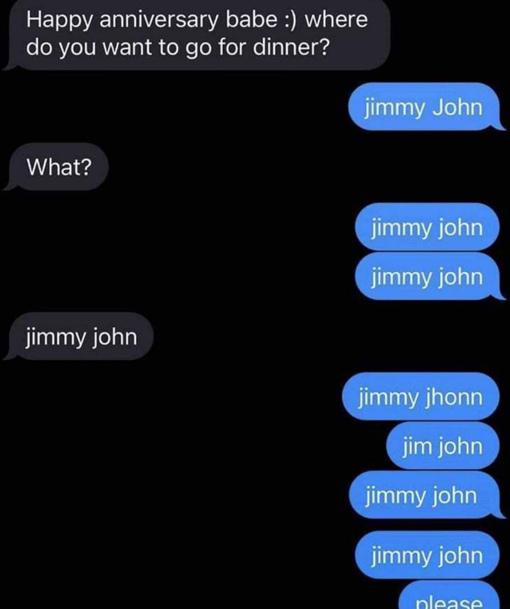 Happy anniversary babe :) where
do you want to go for dinner?
jimmy John
What?
jimmy john
jimmy john
jimmy john
jimmy jhonn
jim john
jimmy john
jimmy john
please